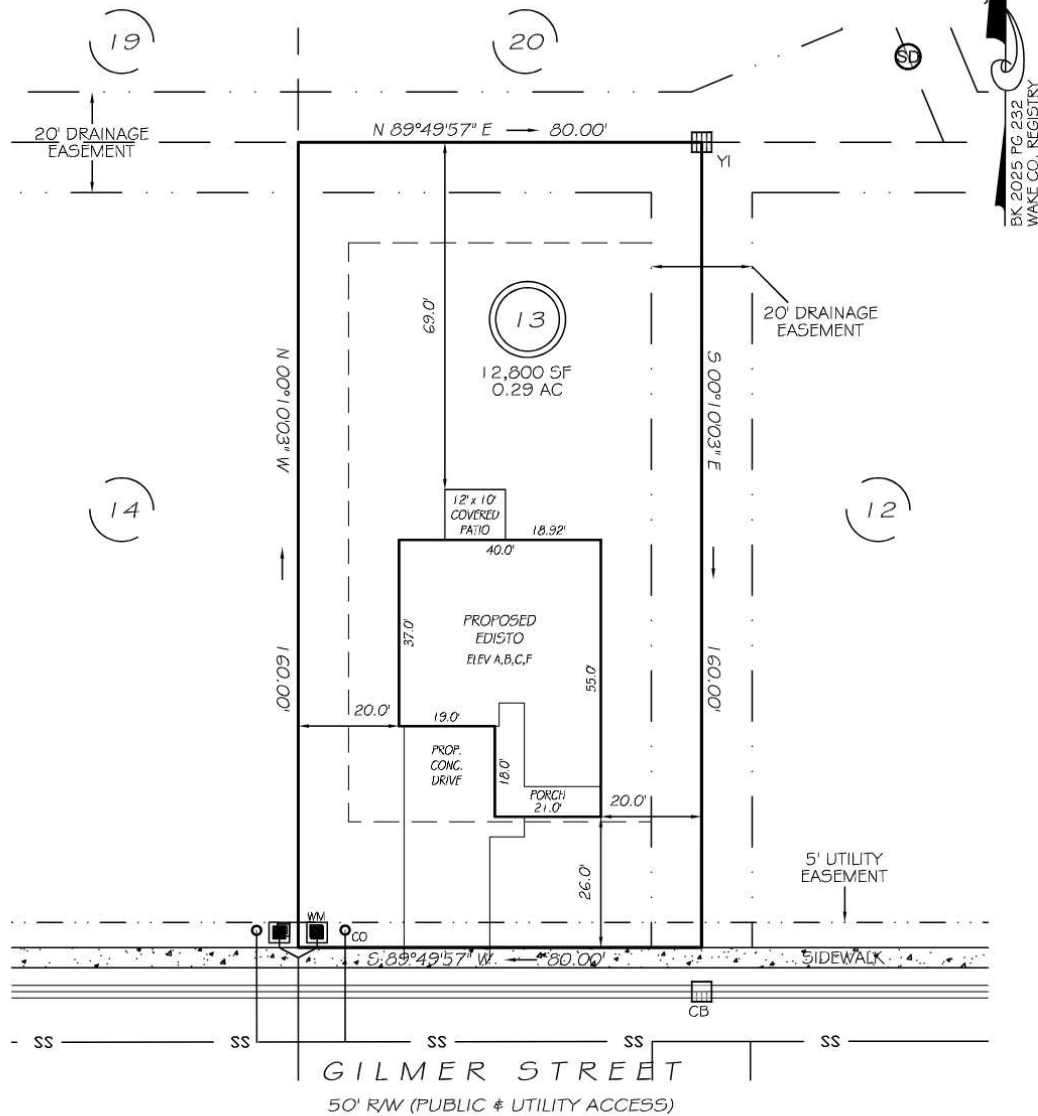 19
20
SD
BK 2025 PG 232
WAKE CO. REGISTRY
20' DRAINAGE
EASEMENT
N 89°49'57" E 80.00'
YI
69.0'
13
12,800 SF
0.29 AC
20' DRAINAGE
EASEMENT
N 00°10'03" W
S 00°10'03" E
14
12
12' x 10'
COVERED
PATIO
18.92'
40.0'
PROPOSED
EDISTO
ELEV A,B,C,F
37.0'
55.0'
160.00'
160.00'
20.0'
19.0'
PROP.
CONC.
DRIVE
18.0'
PORCH
21.0'
20.0'
26.0'
5' UTILITY
EASEMENT
WM
CO
S 89°49'57" W 80.00'
SIDEWALK
CB
SS SS SS SS SS
GILMER STREET
50' R/W (PUBLIC & UTILITY ACCESS)